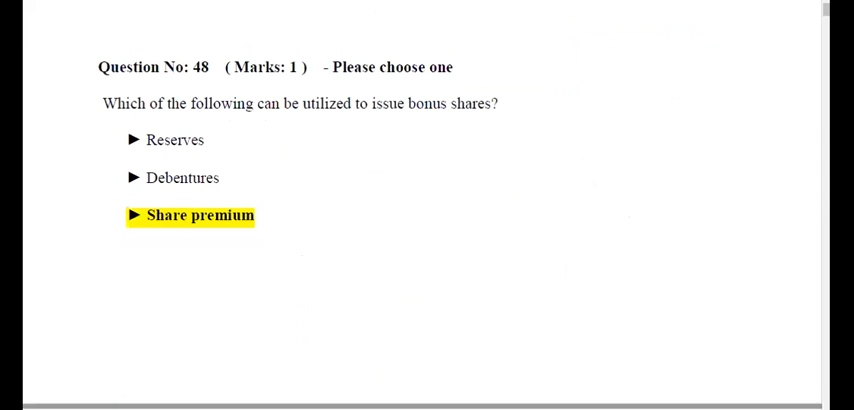 Question No: 48 ( Marks: 1 ) - Please choose one
Which of the following can be utilized to issue bonus shares?
► Reserves
► Debentures
► Share premium